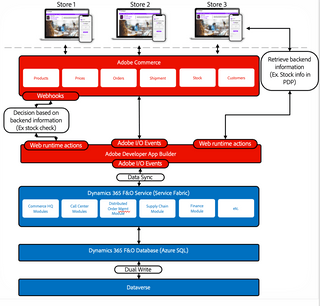 Store 1
Store 2
Store 3
Adobe Commerce
Products
Prices
Orders
Shipment
Stock
Customers
Webhooks
Retrieve backend
information
(Ex. Stock info in
PDP)
Decision based on
backend information
(Ex stock check)
Web runtime actions
Adobe I/O Events
Web runtime actions
Adobe Developer App Builder
Adobe I/O Events
Data Sync
Dynamics 365 F&O Service (Service Fabric)
Commerce HQ
Modules
Call Center
Modules
Distributed
Order Mgmt
Module
Supply Chain
Module
Finance
Module
etc
Dynamics 365 F&O Database (Azure SQL)
Dual Write
Dataverse